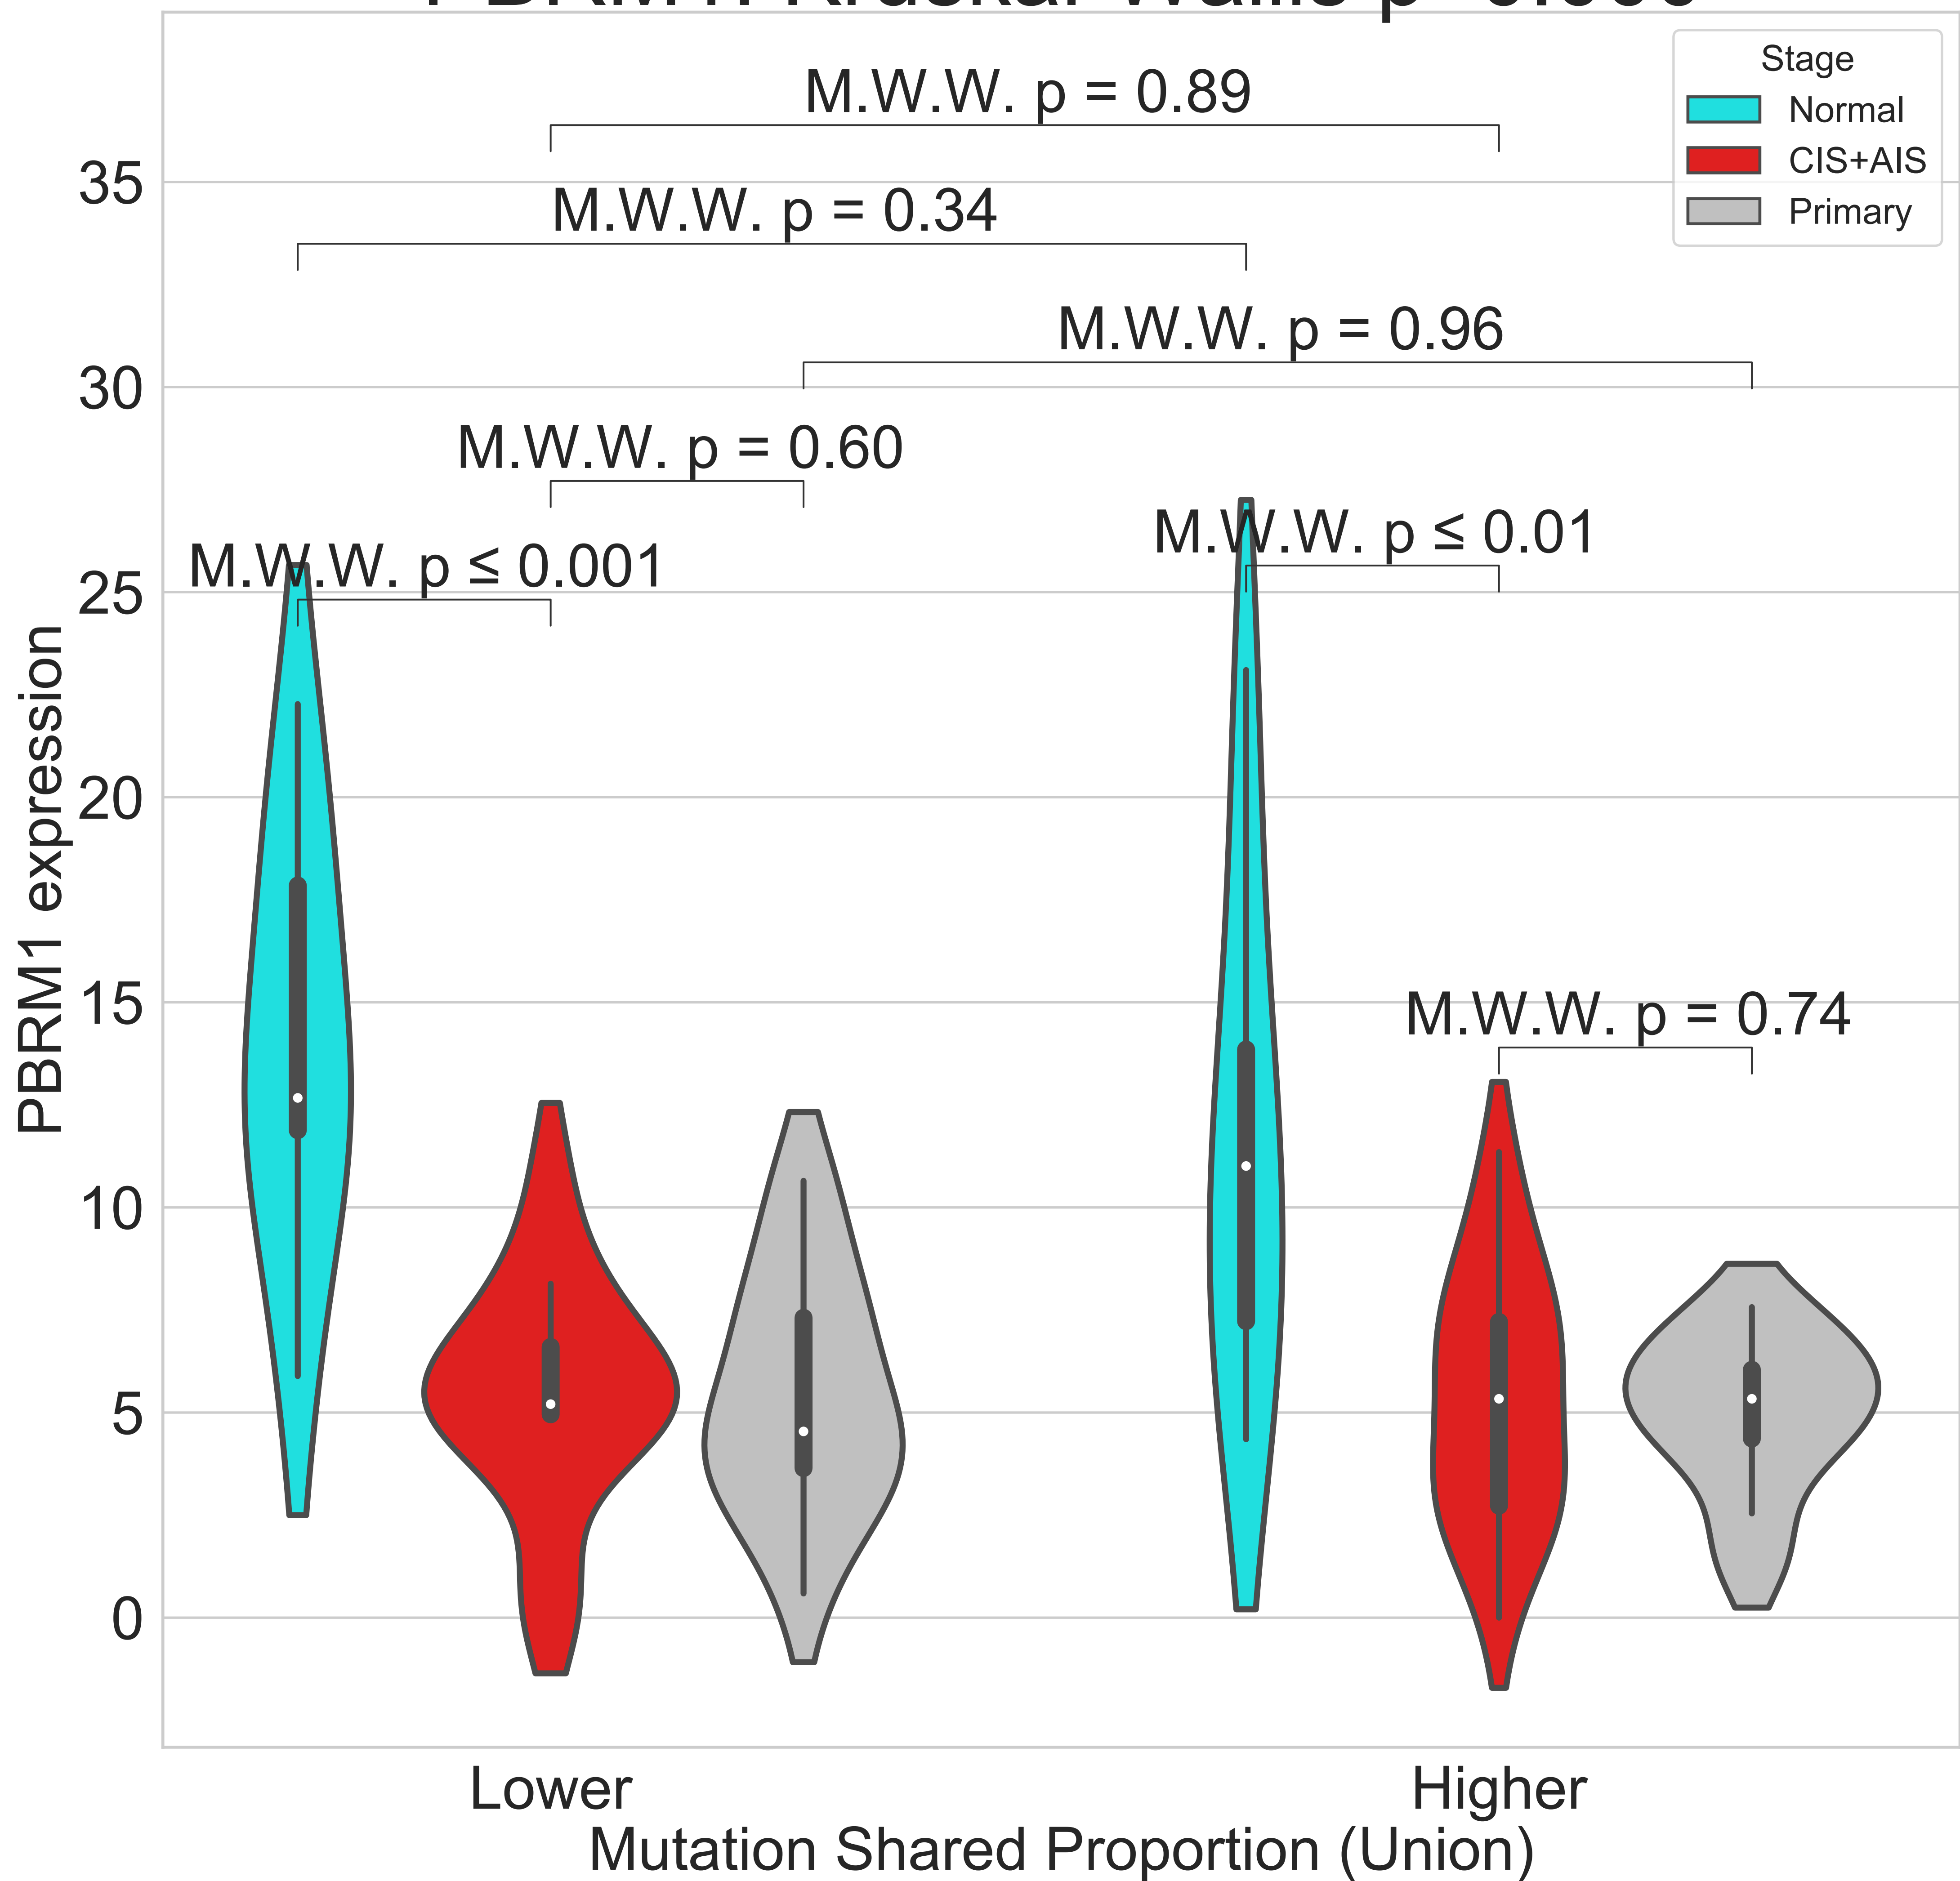 Stage
Normal
CIS+AIS
Primary
M.W.W. p = 0.89
M.W.W. p = 0.34
M.W.W. p = 0.96
M.W.W. p = 0.60
M.W.W. p ≤ 0.01
M.W.W. p ≤ 0.001
M.W.W. p = 0.74
35
30
25
20
15
10
5
0
PBRM1 expression
Lower
Higher
Mutation Shared Proportion (Union)